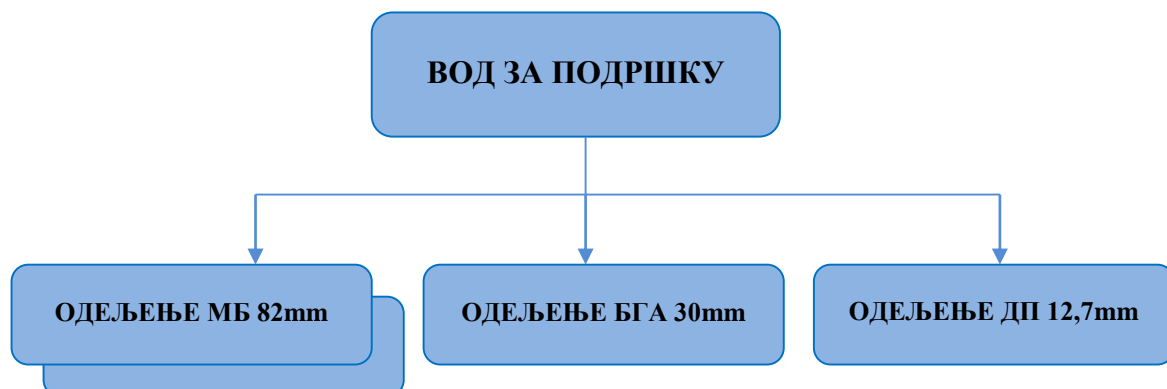 ВОД ЗА ПОДРШКУ
ОДЕЉЕЊЕ МБ 82mm
ОДЕЉЕЊЕ БГА 30mm
ОДЕЉЕЊЕ ДП 12,7mm